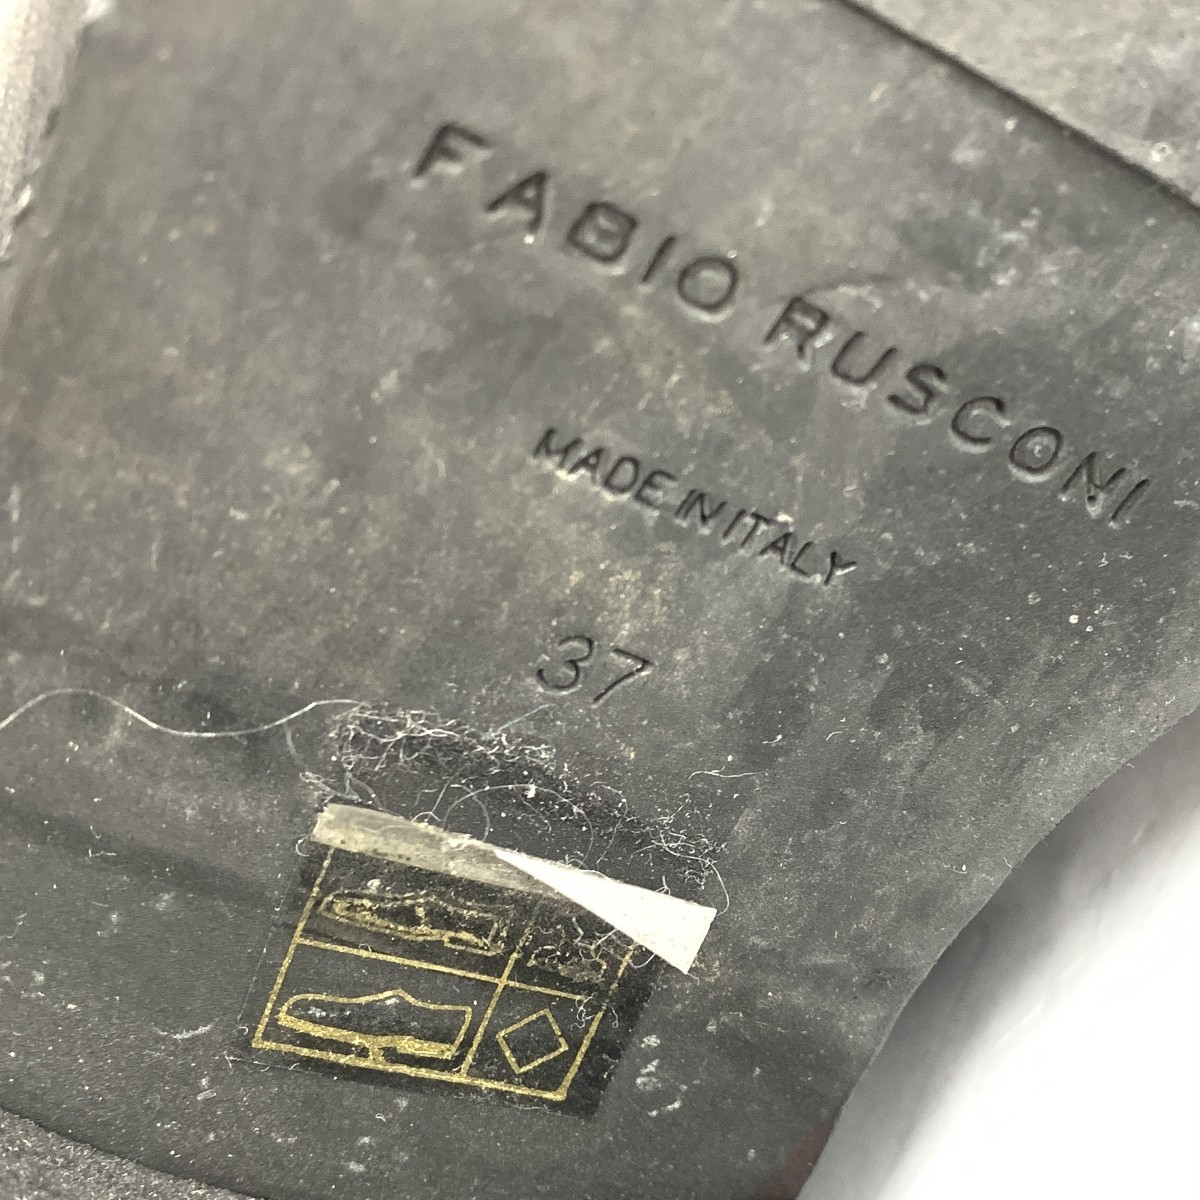 FABIO RUSCONI
MADE IN ITALY
37